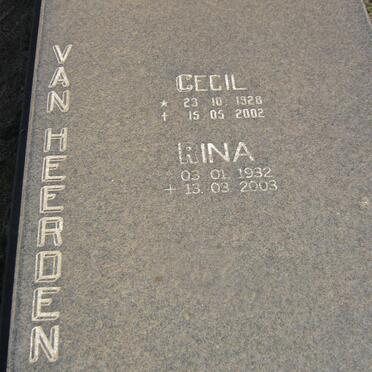 VAN HEERDEN
CECIL
★ 23 10 1928
† 15 05 2002
RINA
03 01 1932
+ 13. 03 2003